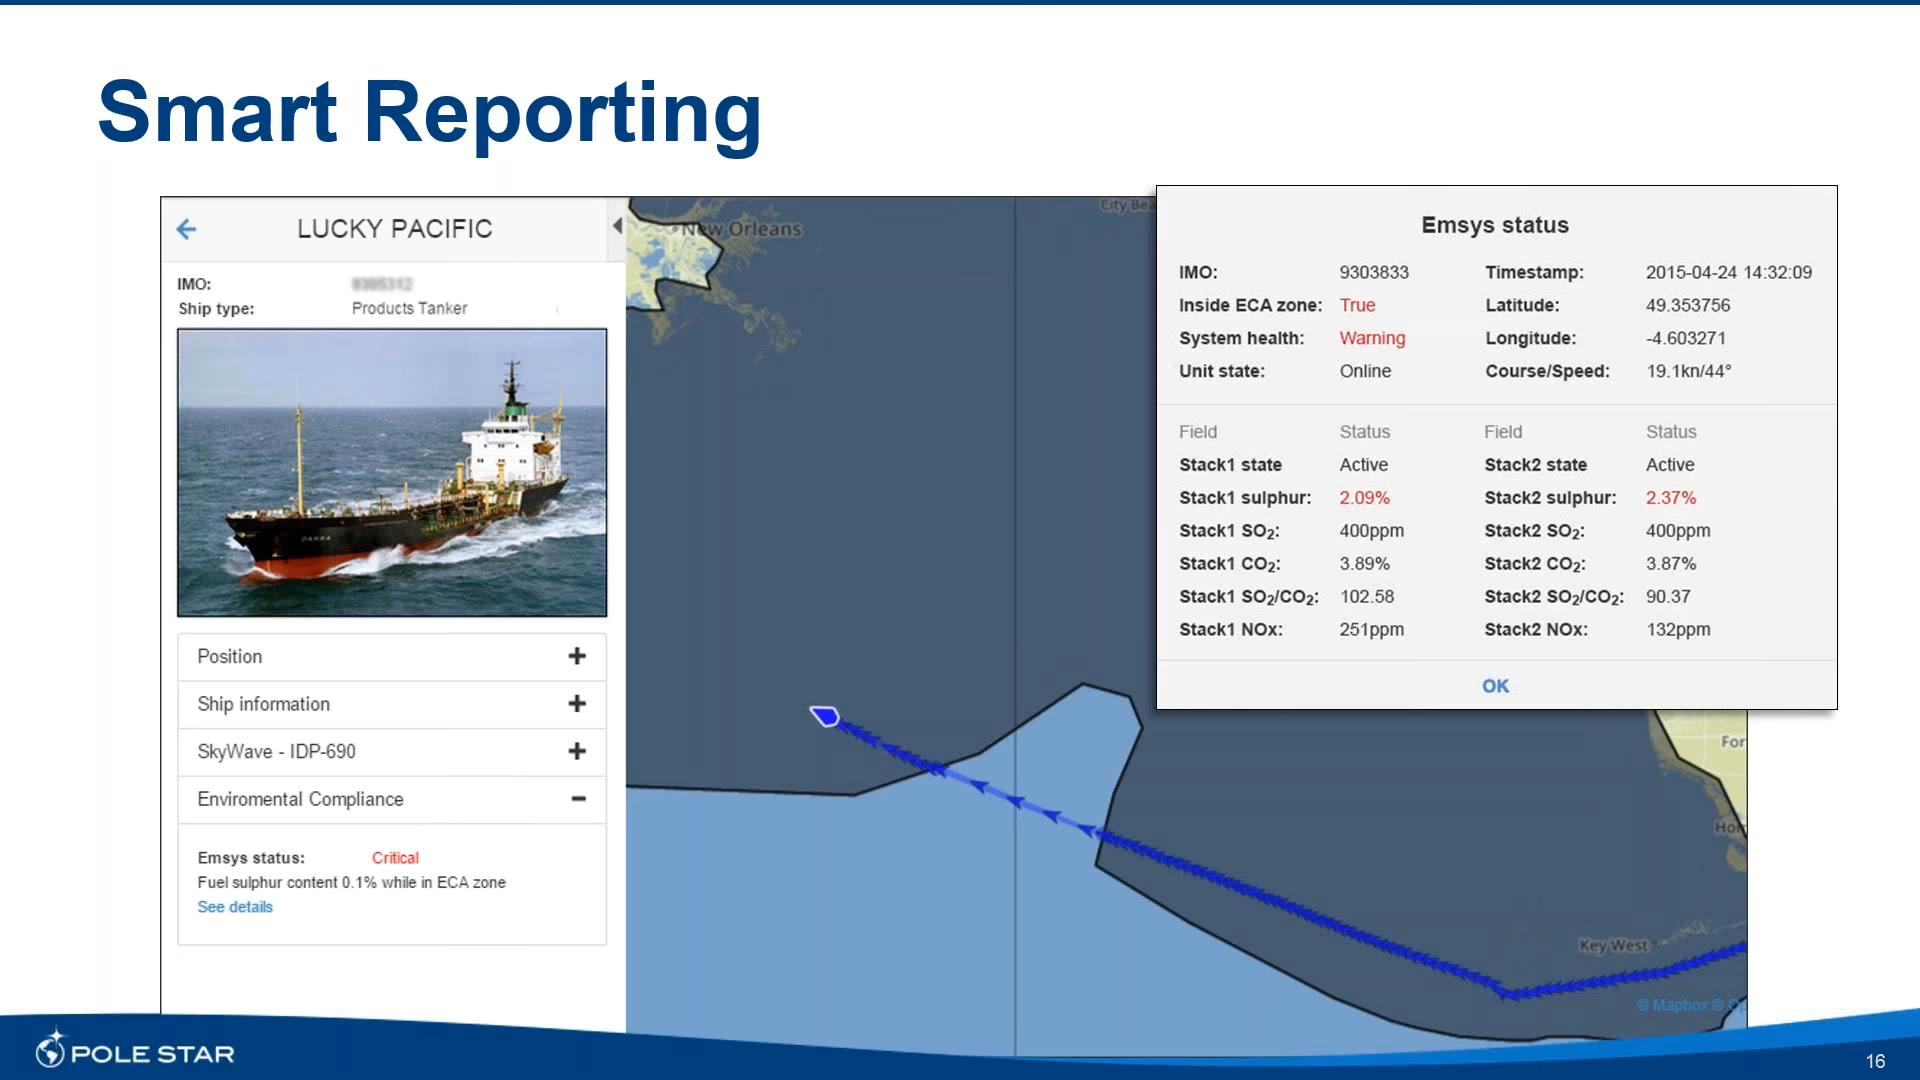 Smart Reporting
LUCKY PACIFIC
IMO:
Ship type: Products Tanker
Position
Ship information
SkyWave - IDP-690
Enviromental Compliance
Emsys status: Critical
Fuel sulphur content 0.1% while in ECA zone
See details
New Orleans
City Bea
Emsys status
IMO: 9303833 Timestamp: 2015-04-24 14:32:09
Inside ECA zone: True Latitude: 49.353756
System health: Warning Longitude: -4.603271
Unit state: Online Course/Speed: 19.1kn/44°
Field Status Field Status
Stack1 state Active Stack2 state Active
Stack1 sulphur: 2.09% Stack2 sulphur: 2.37%
Stack1 SO₂: 400ppm Stack2 SO₂: 400ppm
Stack1 CO₂: 3.89% Stack2 CO₂: 3.87%
Stack1 SO₂/CO₂: 102.58 Stack2 SO₂/CO₂: 90.37
Stack1 NOx: 251ppm Stack2 NOx: 132ppm
OK
For
Hom
Key West
© Mapbox © Op
POLE STAR
16